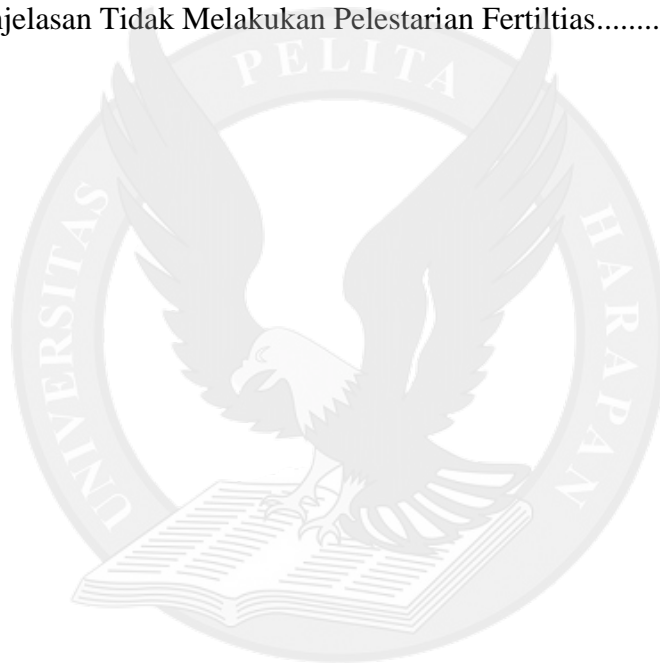 jelasan Tidak Melakukan Pelestarian Fertiltias........
UNIVERSITAS PELITA HARAPAN